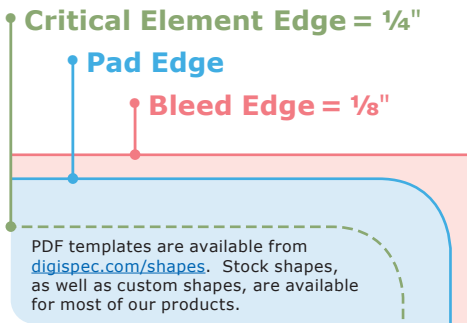 Critical Element Edge = ¼"
Pad Edge
Bleed Edge = ⅛"
PDF templates are available from
digispec.com/shapes.  Stock shapes,
as well as custom shapes, are available
for most of our products.